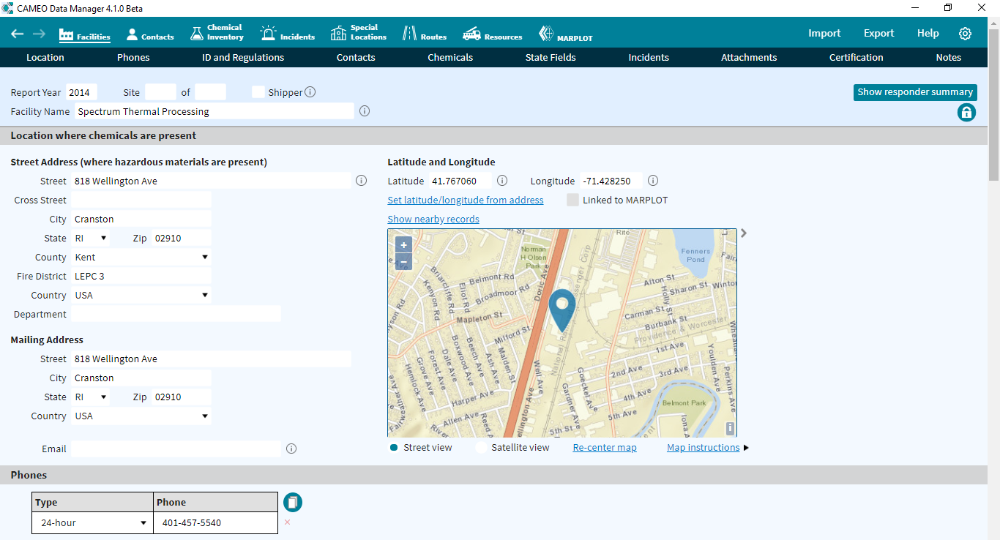 CAMEO Data Manager 4.1.0 Beta
Facilities Contacts Chemical Inventory Incidents Special Locations Routes Resources MARPLOT Import Export Help
Location Phones ID and Regulations Contacts Chemicals State Fields Incidents Attachments Certification Notes
Report Year 2014 Site of Shipper Show responder summary
Facility Name Spectrum Thermal Processing
Location where chemicals are present
Street Address (where hazardous materials are present)
Street 818 Wellington Ave
Cross Street
City Cranston
State RI Zip 02910
County Kent
Fire District LEPC 3
Country USA
Department
Mailing Address
Street 818 Wellington Ave
City Cranston
State RI Zip 02910
Country USA
Email
Latitude and Longitude
Latitude 41.767060 Longitude -71.428250
Set latitude/longitude from address Linked to MARPLOT
Show nearby records
+
−
Rite
Norman
H Olsen
Park
Fenners
Pond
Belmont Rd
Briarcliffe Rd
Kenyon Rd
Eliot Rd
Broadmoor Rd
Doric Ave
Mapleton St
Milford St
Alton St
Sharon St
Holly St
Carman St
Burbank St
Providence & Worcester
1st Ave
2nd Ave
3rd Ave
4th Ave
5th Ave
5th St
Youlden Ave
Perkins Ave
Well Ave
Goecker Ave
Gardner Ave
Malden St
Ash Ave
Beech Ave
Boxwood Ave
Dale Ave
Forest Ave
Grove Ave
Hemlock Ave
Harper Ave
Allen Ave
Fairweather Ave
Belmont Park
Street view Satellite view Re-center map Map instructions
Phones
Type Phone
24-hour 401-457-5540